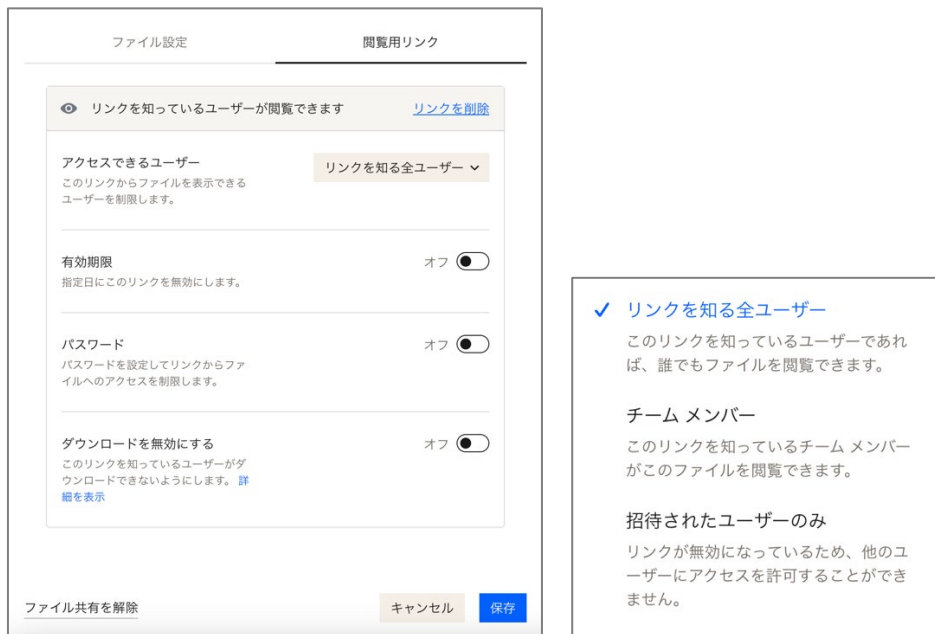 ファイル設定
閲覧用リンク
リンクを知っているユーザーが閲覧できます
リンクを削除
アクセスできるユーザー
このリンクからファイルを表示できる
ユーザーを制限します。
リンクを知る全ユーザー
有効期限
指定日にこのリンクを無効にします。
オフ
パスワード
パスワードを設定してリンクからファ
イルへのアクセスを制限します。
オフ
ダウンロードを無効にする
このリンクを知っているユーザーがダ
ウンロードできないようにします。 詳
細を表示
オフ
ファイル共有を解除
キャンセル
保存
リンクを知る全ユーザー
このリンクを知っているユーザーであれ
ば、誰でもファイルを閲覧できます。
チーム メンバー
このリンクを知っているチーム メンバー
がこのファイルを閲覧できます。
招待されたユーザーのみ
リンクが無効になっているため、他のユ
ーザーにアクセスを許可することができ
ません。